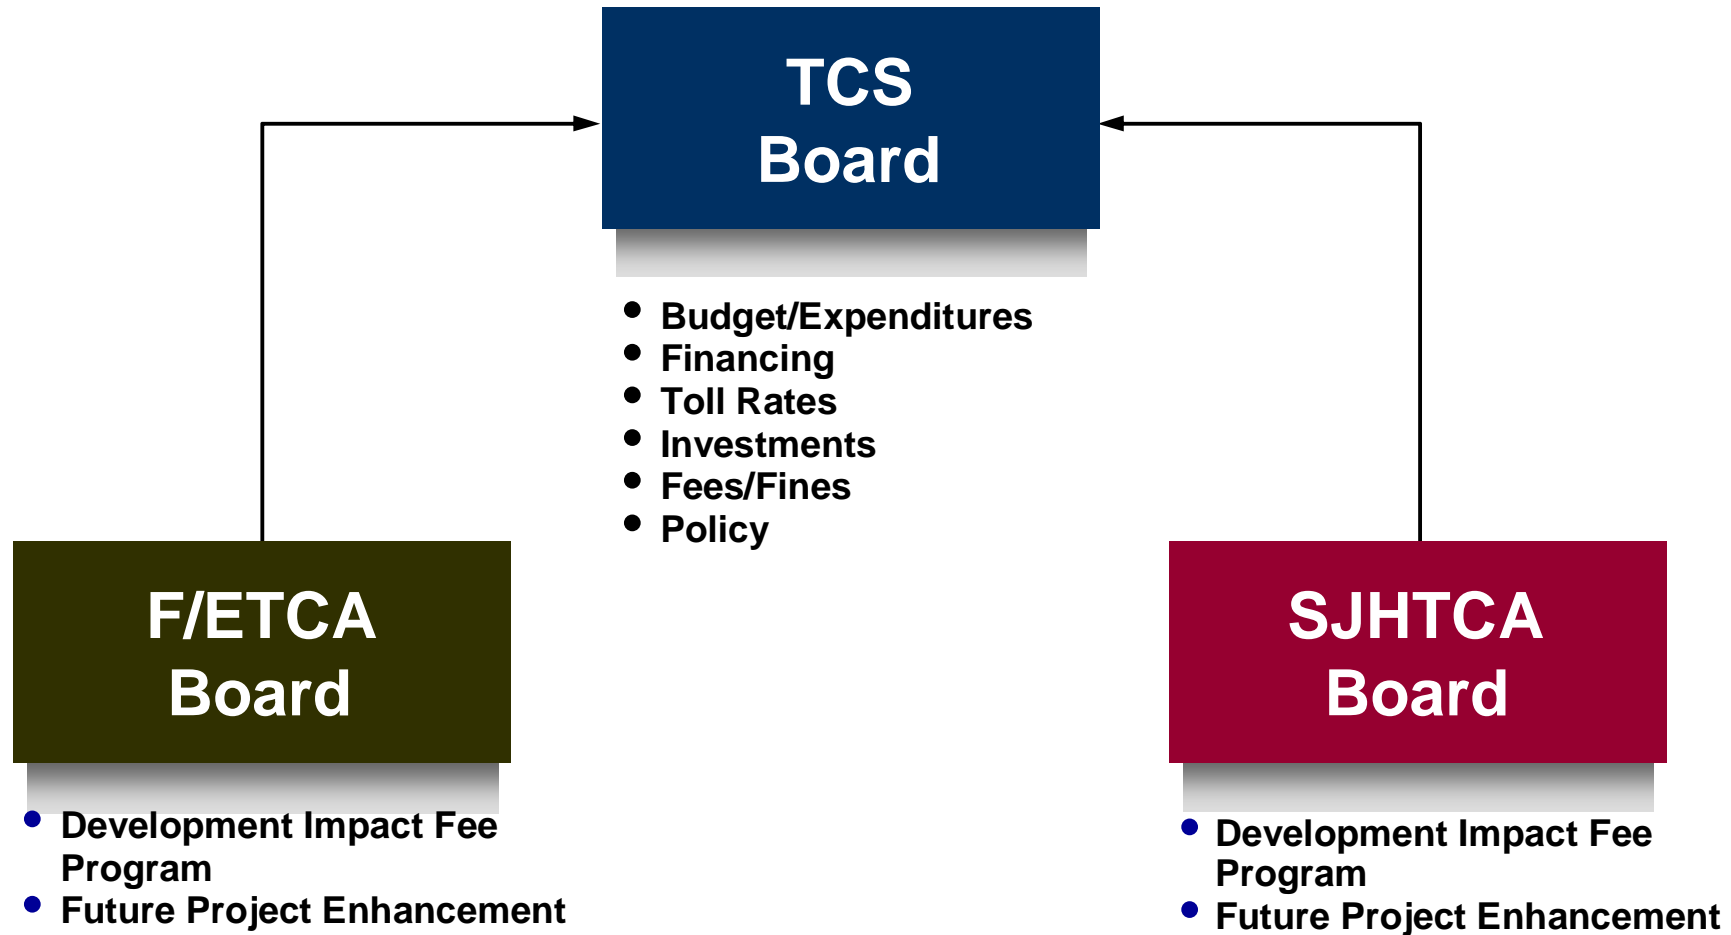 TCS
Board
• Budget/Expenditures
• Financing
• Toll Rates
• Investments
• Fees/Fines
• Policy
F/ETCA
Board
• Development Impact Fee
Program
• Future Project Enhancement
SJHTCA
Board
• Development Impact Fee
Program
• Future Project Enhancement